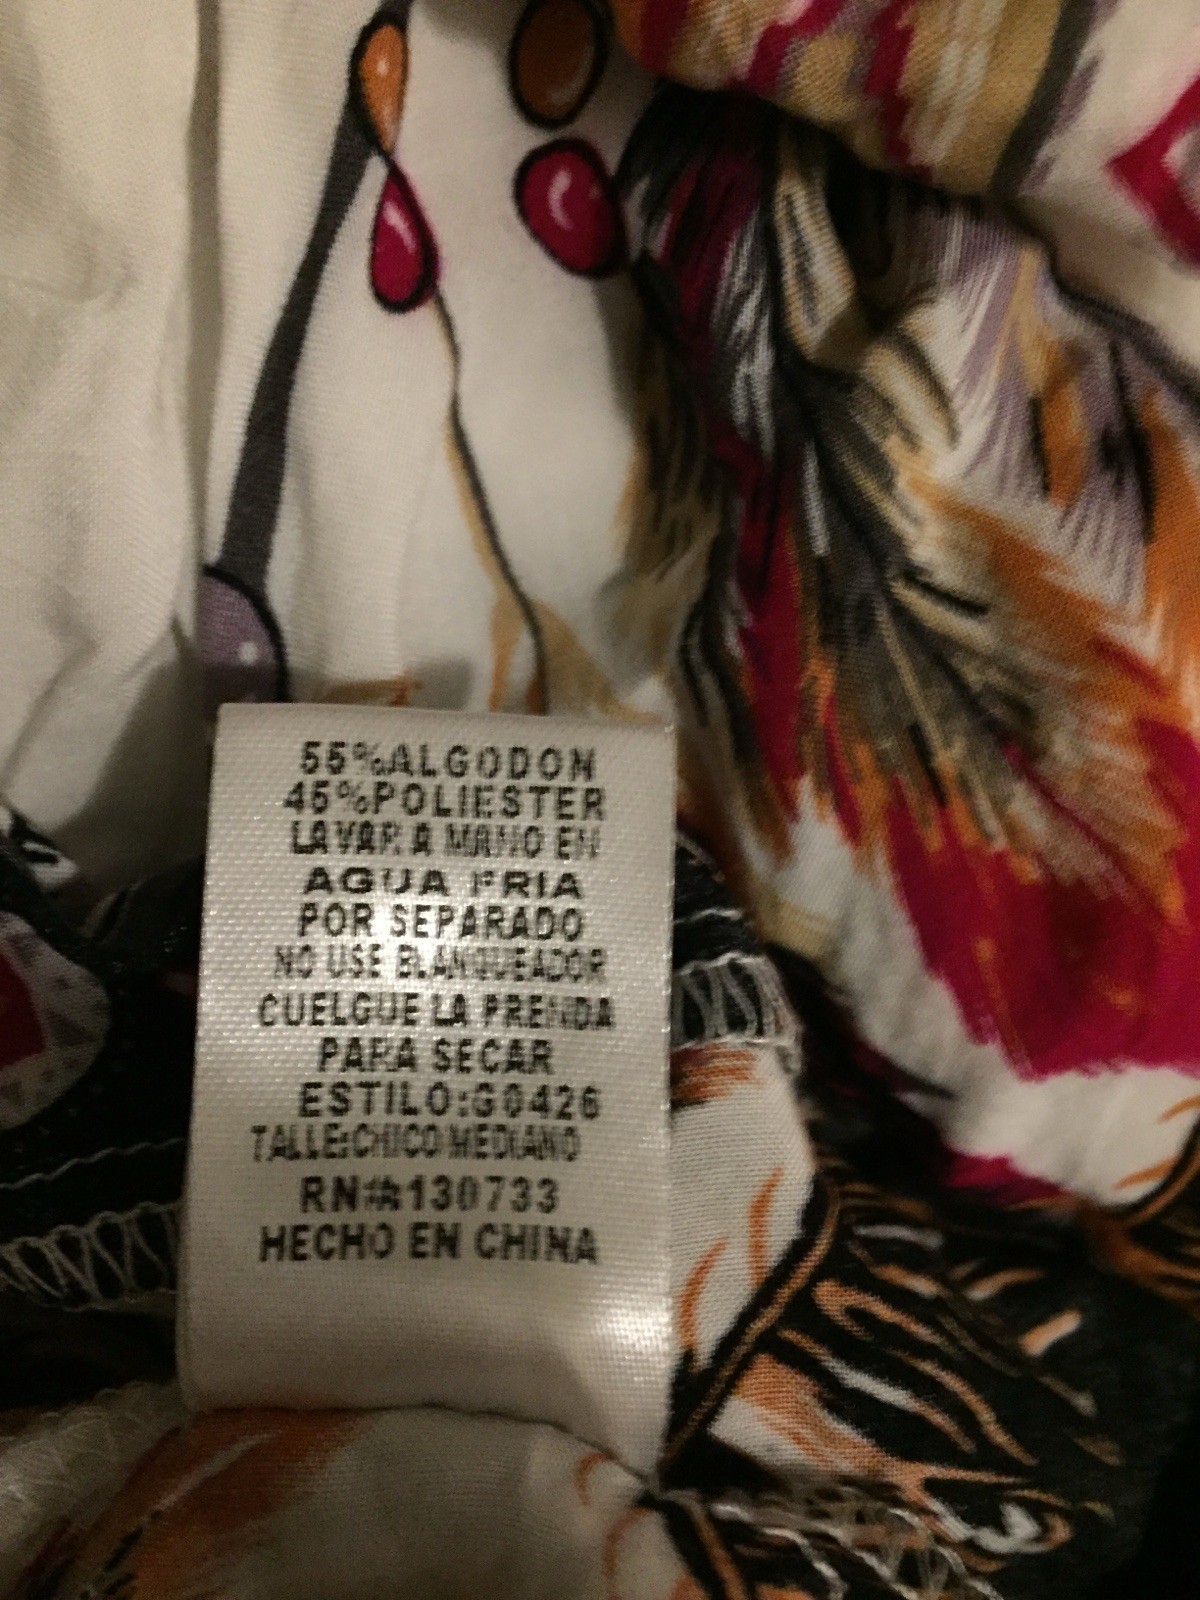 55%ALGODON
45%POLIESTER
LAVAR A MANO EN
AGUA FRIA
POR SEPARADO
NO USE BLANQUEADOR
CUELGUE LA PRENDA
PARA SECAR
ESTILO:G0426
TALLE:CHICO/MEDIANO
RN#:130733
HECHO EN CHINA